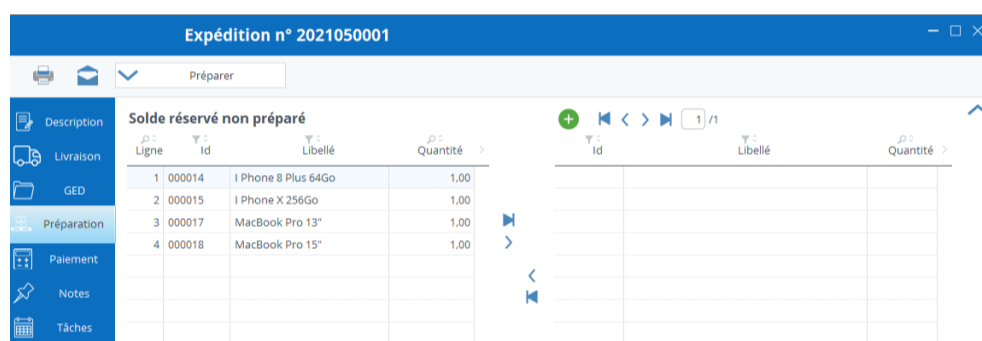 Expédition n° 2021050001
Préparer
Description
Livraison
GED
Préparation
Paiement
Notes
Tâches
Solde réservé non préparé
Ligne Id Libellé Quantité
1 000014 I Phone 8 Plus 64Go 1,00
2 000015 I Phone X 256Go 1,00
3 000017 MacBook Pro 13" 1,00
4 000018 MacBook Pro 15" 1,00
1 /1
Id Libellé Quantité